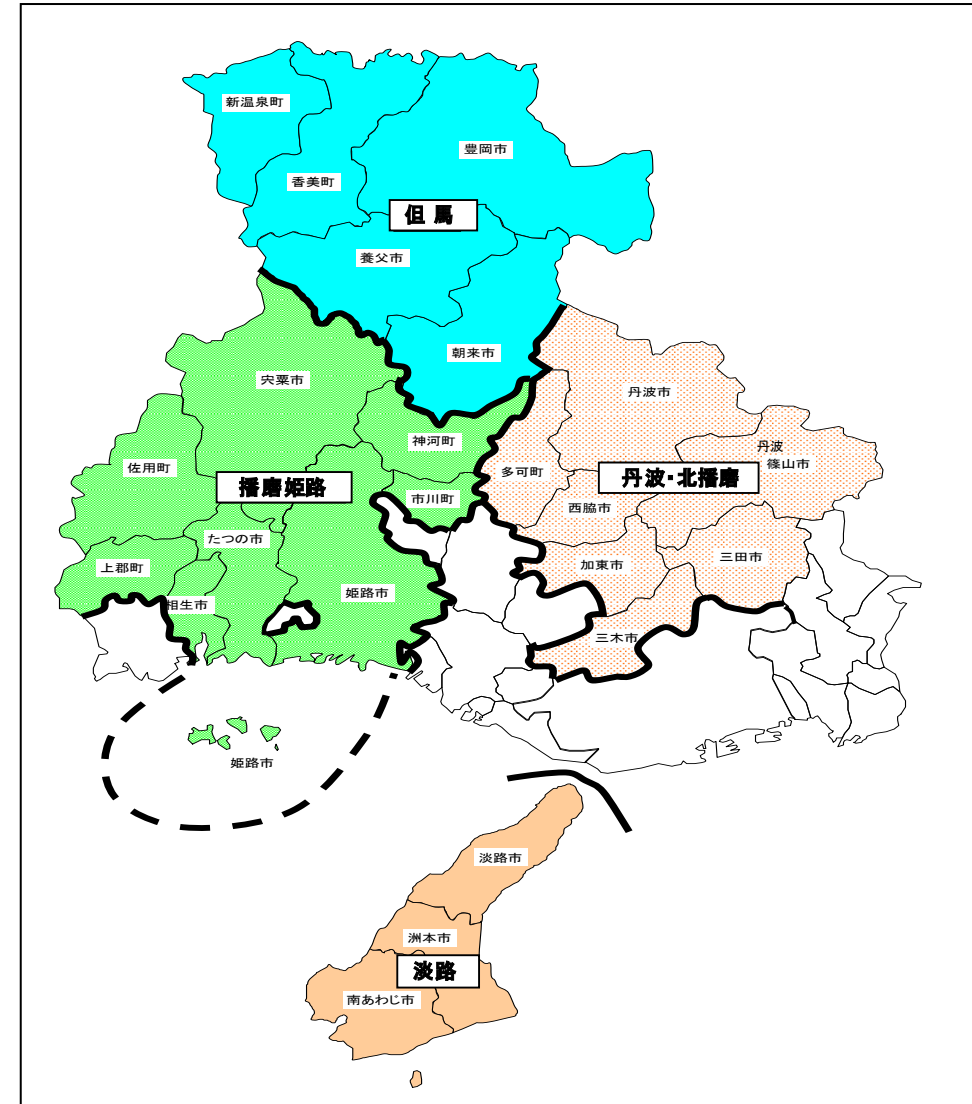 新温泉町
豊岡市
香美町
但 馬
養父市
朝来市
宍粟市
丹波市
神河町
丹波
篠山市
佐用町
多可町
丹波・北播磨
播磨姫路
市川町
西脇市
たつの市
三田市
加東市
上郡町
姫路市
相生市
三木市
姫路市
淡路市
洲本市
淡路
南あわじ市